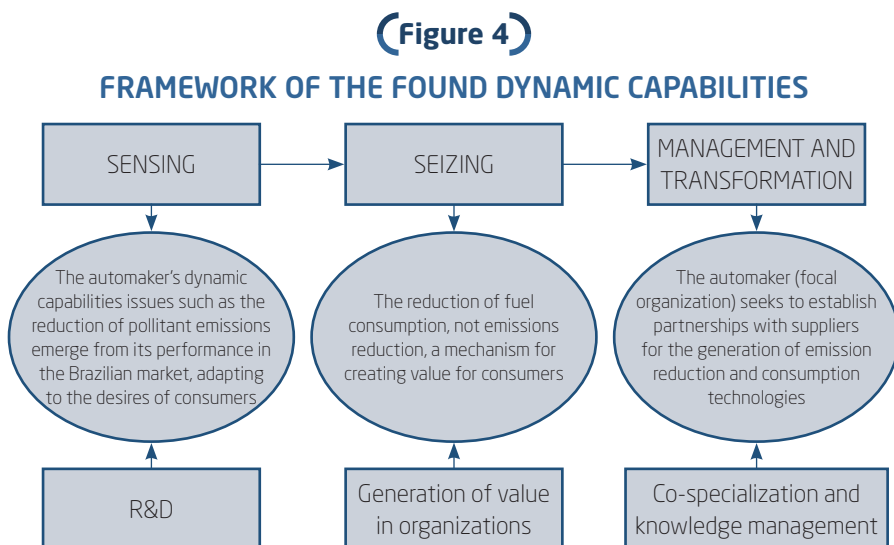 Figure 4
FRAMEWORK OF THE FOUND DYNAMIC CAPABILITIES
SENSING
SEIZING
MANAGEMENT AND
TRANSFORMATION
The automaker's dynamic
capabilities issues such as the
reduction of pollitant emissions
emerge from its performance in
the Brazilian market, adapting
to the desires of consumers
The reduction of fuel
consumption, not emissions
reduction, a mechanism for
creating value for consumers
The automaker (focal
organization) seeks to establish
partnerships with suppliers
for the generation of emission
reduction and consumption
technologies
R&D
Generation of value
in organizations
Co-specialization and
knowledge management